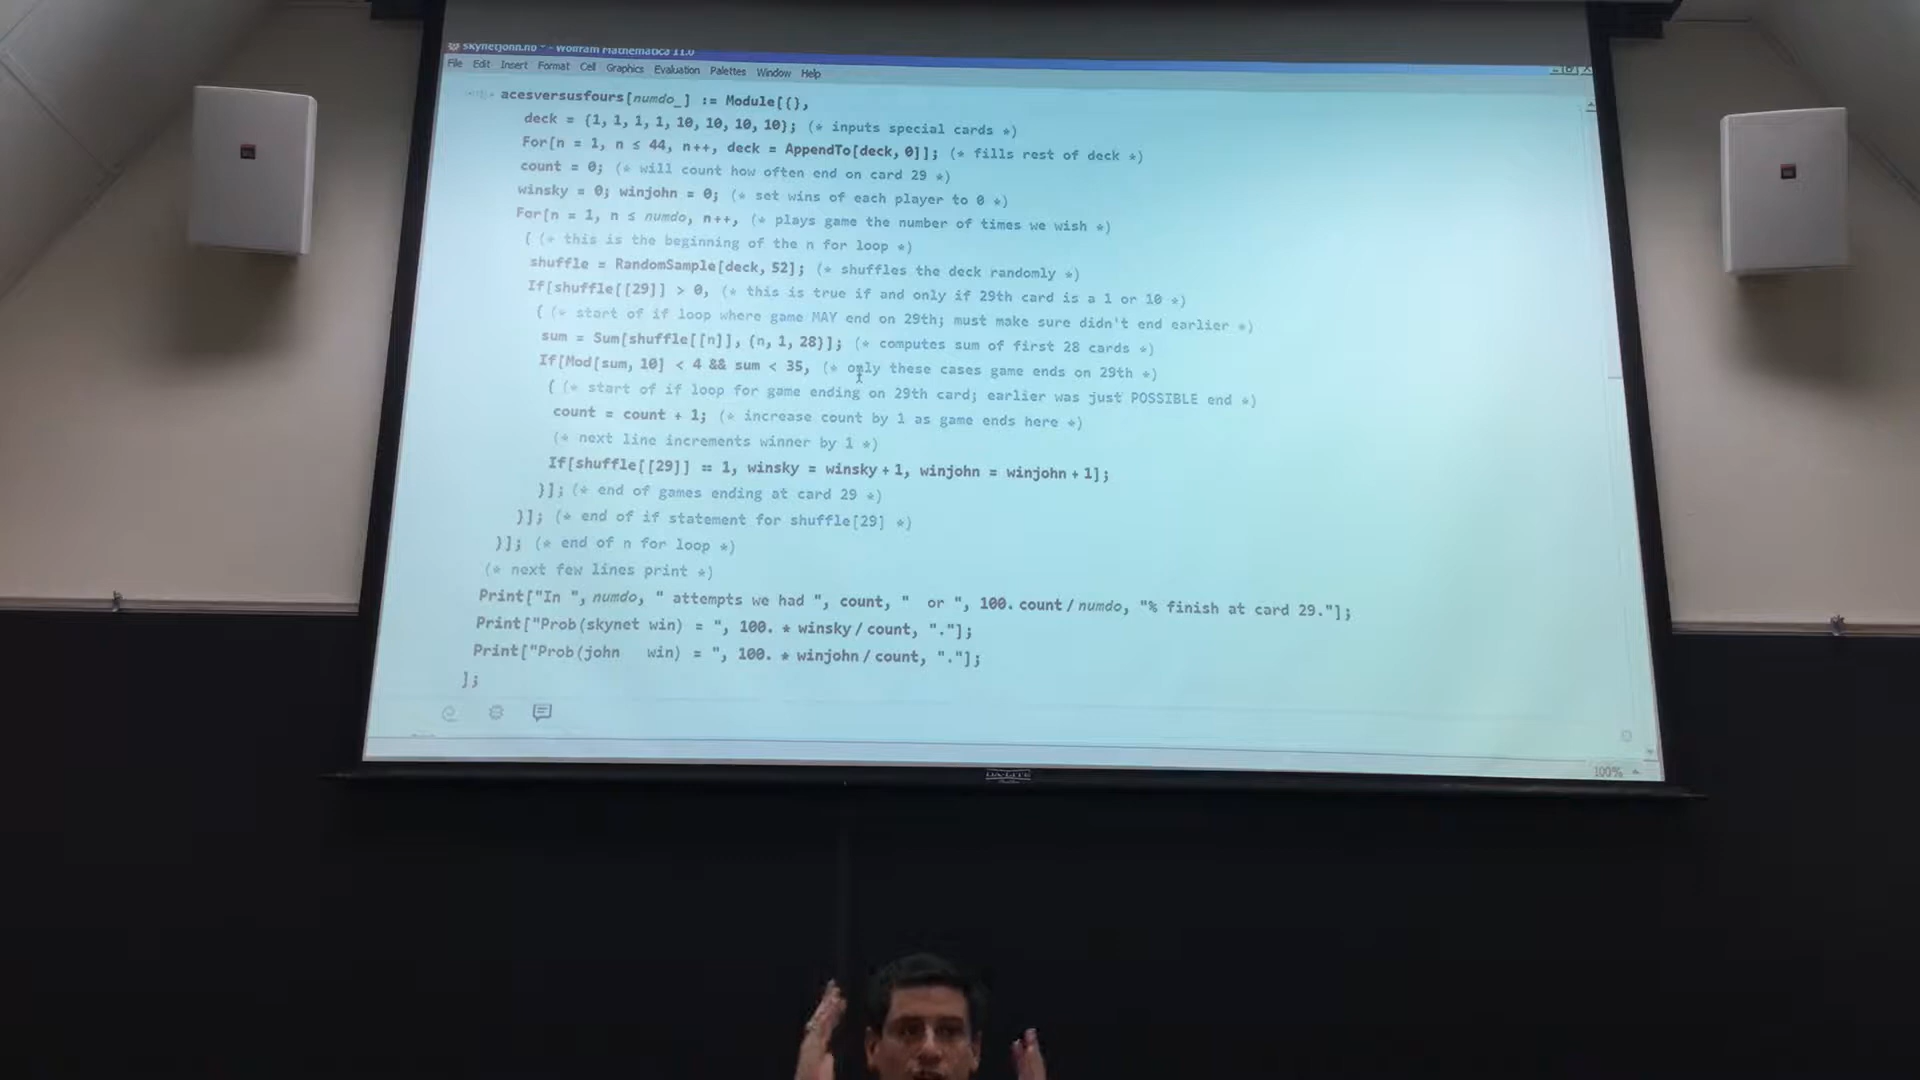 skynetjohn.nb * - Wolfram Mathematica 11.0
File Edit Insert Format Cell Graphics Evaluation Palettes Window Help
acesversusfours[numdo_] := Module[{},
deck = {1, 1, 1, 1, 10, 10, 10, 10}; (* inputs special cards *)
For[n = 1, n ≤ 44, n++, deck = AppendTo[deck, 0]]; (* fills rest of deck *)
count = 0; (* will count how often end on card 29 *)
winsky = 0; winjohn = 0; (* set wins of each player to 0 *)
For[n = 1, n ≤ numdo, n++, (* plays game the number of times we wish *)
{ (* this is the beginning of the n for loop *)
shuffle = RandomSample[deck, 52]; (* shuffles the deck randomly *)
If[shuffle[[29]] > 0, (* this is true if and only if 29th card is a 1 or 10 *)
{ (* start of if loop where game MAY end on 29th; must make sure didn't end earlier *)
sum = Sum[shuffle[[n]], {n, 1, 28}]; (* computes sum of first 28 cards *)
If[Mod[sum, 10] < 4 && sum < 35, (* only these cases game ends on 29th *)
{ (* start of if loop for game ending on 29th card; earlier was just POSSIBLE end *)
count = count + 1; (* increase count by 1 as game ends here *)
(* next line increments winner by 1 *)
If[shuffle[[29]] == 1, winsky = winsky + 1, winjohn = winjohn + 1];
}]; (* end of games ending at card 29 *)
}]; (* end of if statement for shuffle[29] *)
}]; (* end of n for loop *)
(* next few lines print *)
Print["In ", numdo, " attempts we had ", count, " or ", 100. count / numdo, "% finish at card 29."];
Print["Prob(skynet win) = ", 100. * winsky / count, "."];
Print["Prob(john win) = ", 100. * winjohn / count, "."];
];
100%
DA-LITE